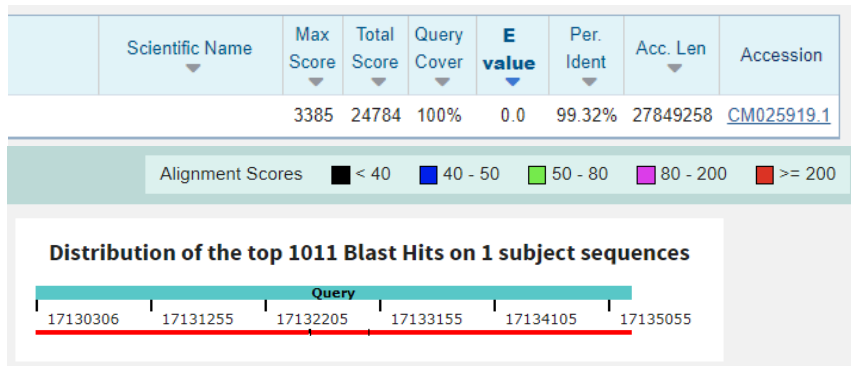 Scientific Name Max Score Total Score Query Cover E value Per. Ident Acc. Len Accession
3385 24784 100% 0.0 99.32% 27849258 CM025919.1
Alignment Scores < 40 40 - 50 50 - 80 80 - 200 >= 200
Distribution of the top 1011 Blast Hits on 1 subject sequences
Query
17130306 17131255 17132205 17133155 17134105 17135055